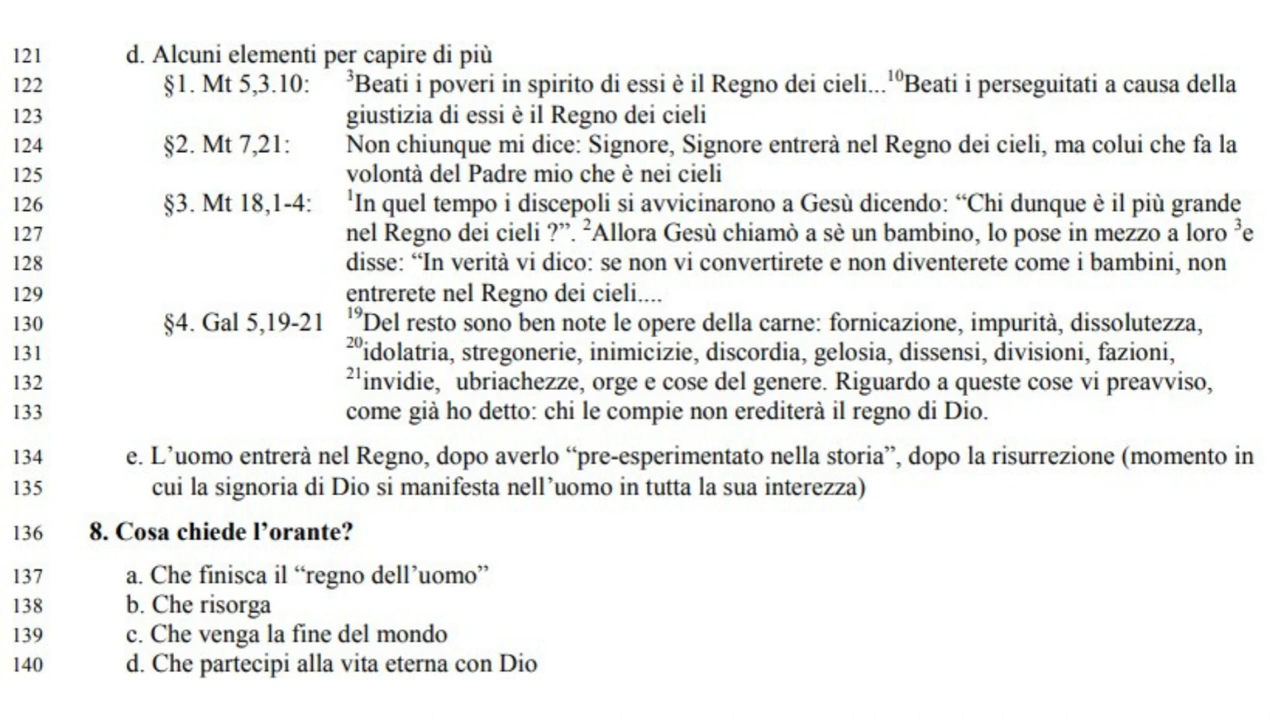 121 d. Alcuni elementi per capire di più
122 §1. Mt 5,3.10: ³Beati i poveri in spirito di essi è il Regno dei cieli...¹⁰Beati i perseguitati a causa della
123 giustizia di essi è il Regno dei cieli
124 §2. Mt 7,21: Non chiunque mi dice: Signore, Signore entrerà nel Regno dei cieli, ma colui che fa la
125 volontà del Padre mio che è nei cieli
126 §3. Mt 18,1-4: ¹In quel tempo i discepoli si avvicinarono a Gesù dicendo: “Chi dunque è il più grande
127 nel Regno dei cieli ?”. ²Allora Gesù chiamò a sè un bambino, lo pose in mezzo a loro ³e
128 disse: “In verità vi dico: se non vi convertirete e non diventerete come i bambini, non
129 entrerete nel Regno dei cieli....
130 §4. Gal 5,19-21 ¹⁹Del resto sono ben note le opere della carne: fornicazione, impurità, dissolutezza,
131 ²⁰idolatria, stregonerie, inimicizie, discordia, gelosia, dissensi, divisioni, fazioni,
132 ²¹invidie, ubriachezze, orge e cose del genere. Riguardo a queste cose vi preavviso,
133 come già ho detto: chi le compie non erediterà il regno di Dio.
134 e. L’uomo entrerà nel Regno, dopo averlo “pre-esperimentato nella storia”, dopo la risurrezione (momento in
135 cui la signoria di Dio si manifesta nell’uomo in tutta la sua interezza)
136 8. Cosa chiede l’orante?
137 a. Che finisca il “regno dell’uomo”
138 b. Che risorga
139 c. Che venga la fine del mondo
140 d. Che partecipi alla vita eterna con Dio